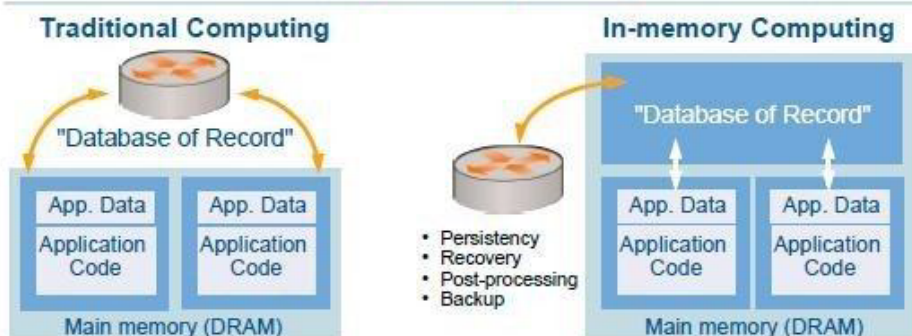 Traditional Computing
"Database of Record"
App. Data
Application
Code
App. Data
Application
Code
Main memory (DRAM)
In-memory Computing
"Database of Record"
• Persistency
• Recovery
• Post-processing
• Backup
App. Data
Application
Code
App. Data
Application
Code
Main memory (DRAM)